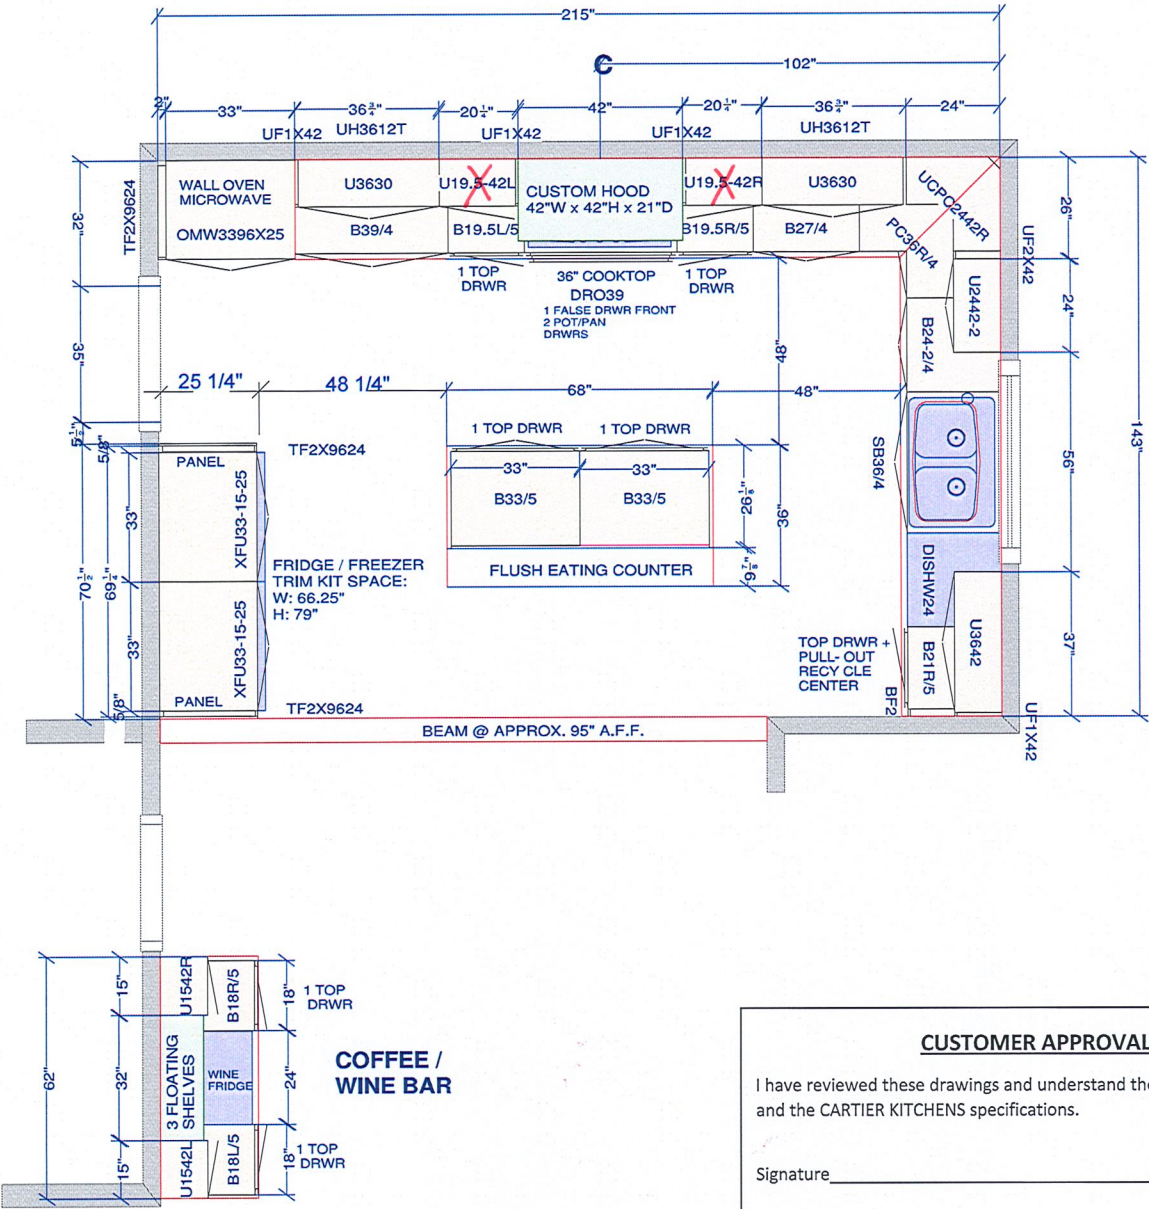 215"
C
102"
2"
33"
36 3/4"
20 1/4"
42"
20 1/4"
36 3/4"
24"
UF1X42
UH3612T
UF1X42
UF1X42
UH3612T
TF2X9624
32"
35"
5 1/2"
WALL OVEN
MICROWAVE
OMW3396X25
U3630
U19.5-42L
CUSTOM HOOD
42"W x 42"H x 21"D
U19.5-42R
U3630
UCPC2442R
B39/4
B19.5L/5
B19.5R/5
B27/4
PC36R/4
1 TOP
DRWR
36" COOKTOP
DRO39
1 FALSE DRWR FRONT
2 POT/PAN
DRWRS
1 TOP
DRWR
26"
UF2X42
U2442-2
24"
B24-2/4
143"
56"
37"
48"
25 1/4"
48 1/4"
68"
48"
SB36/4
5/8"
PANEL
TF2X9624
XFU33-15-25
33"
70 1/2"
69 1/4"
33"
XFU33-15-25
PANEL
5/8"
TF2X9624
FRIDGE / FREEZER
TRIM KIT SPACE:
W: 66.25"
H: 79"
1 TOP DRWR
1 TOP DRWR
33"
33"
B33/5
B33/5
26 1/8"
36"
9 7/8"
FLUSH EATING COUNTER
DISHW24
U3642
B21R/5
TOP DRWR +
PULL- OUT
RECY CLE
CENTER
BF2
UF1X42
BEAM @ APPROX. 95" A.F.F.
62"
15"
32"
15"
U1542R
B18R/5
18"
1 TOP
DRWR
3 FLOATING
SHELVES
WINE
FRIDGE
24"
U1542L
B18L/5
18"
1 TOP
DRWR
COFFEE /
WINE BAR
CUSTOMER APPROVAL
I have reviewed these drawings and understand the
and the CARTIER KITCHENS specifications.
Signature